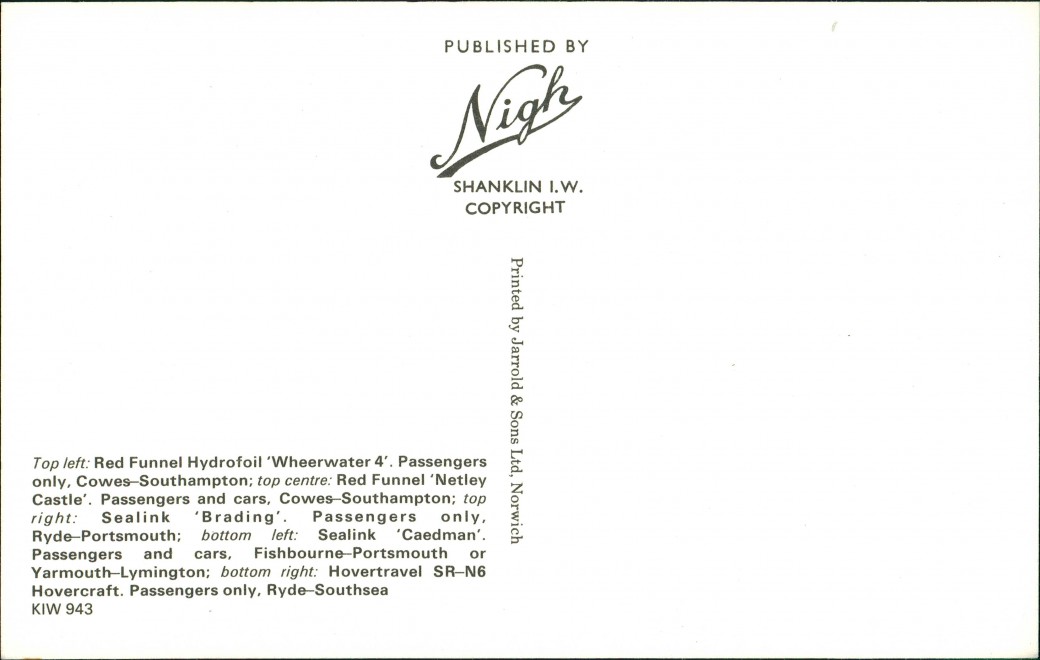 PUBLISHED BY
Nigh
SHANKLIN I.W.
COPYRIGHT
Printed by Jarrold & Sons Ltd, Norwich
Top left: Red Funnel Hydrofoil 'Wheerwater 4'. Passengers
only, Cowes–Southampton; top centre: Red Funnel 'Netley
Castle'. Passengers and cars, Cowes–Southampton; top
right: Sealink 'Brading'. Passengers only,
Ryde–Portsmouth; bottom left: Sealink 'Caedman'.
Passengers and cars, Fishbourne–Portsmouth or
Yarmouth–Lymington; bottom right: Hovertravel SR–N6
Hovercraft. Passengers only, Ryde–Southsea
KIW 943